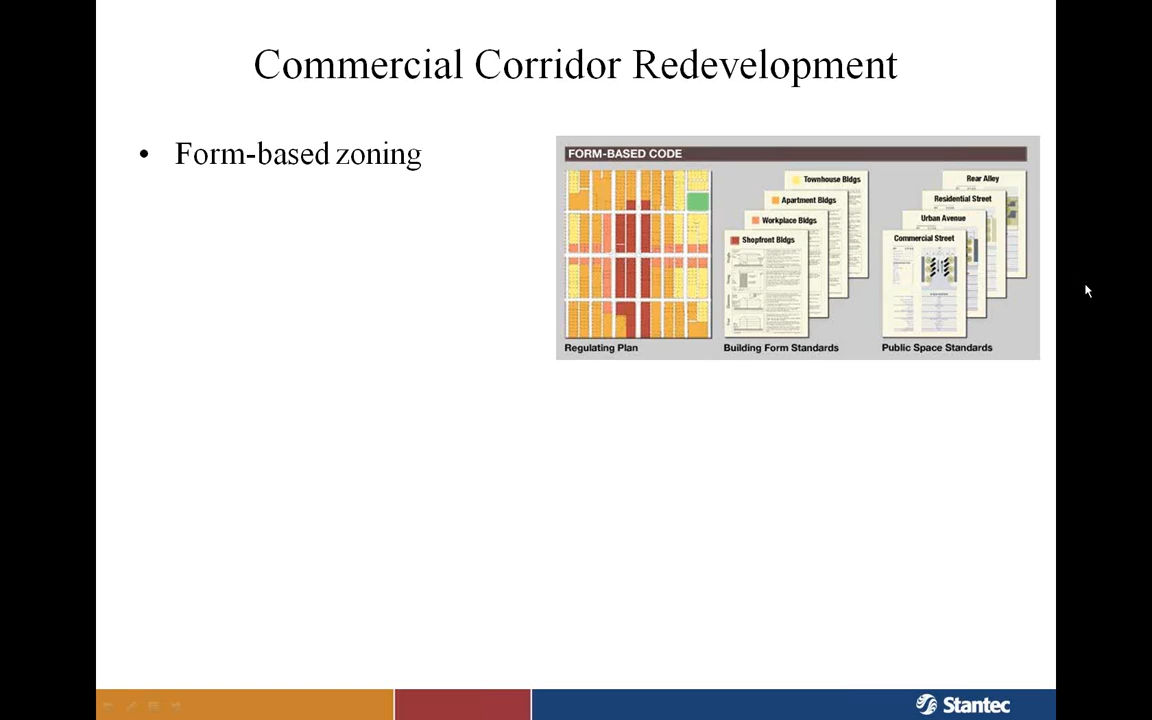 Commercial Corridor Redevelopment
• Form-based zoning
FORM-BASED CODE
Townhouse Bldgs
Apartment Bldgs
Workplace Bldgs
Shopfront Bldgs
Rear Alley
Residential Street
Urban Avenue
Commercial Street
Regulating Plan
Building Form Standards
Public Space Standards
Stantec